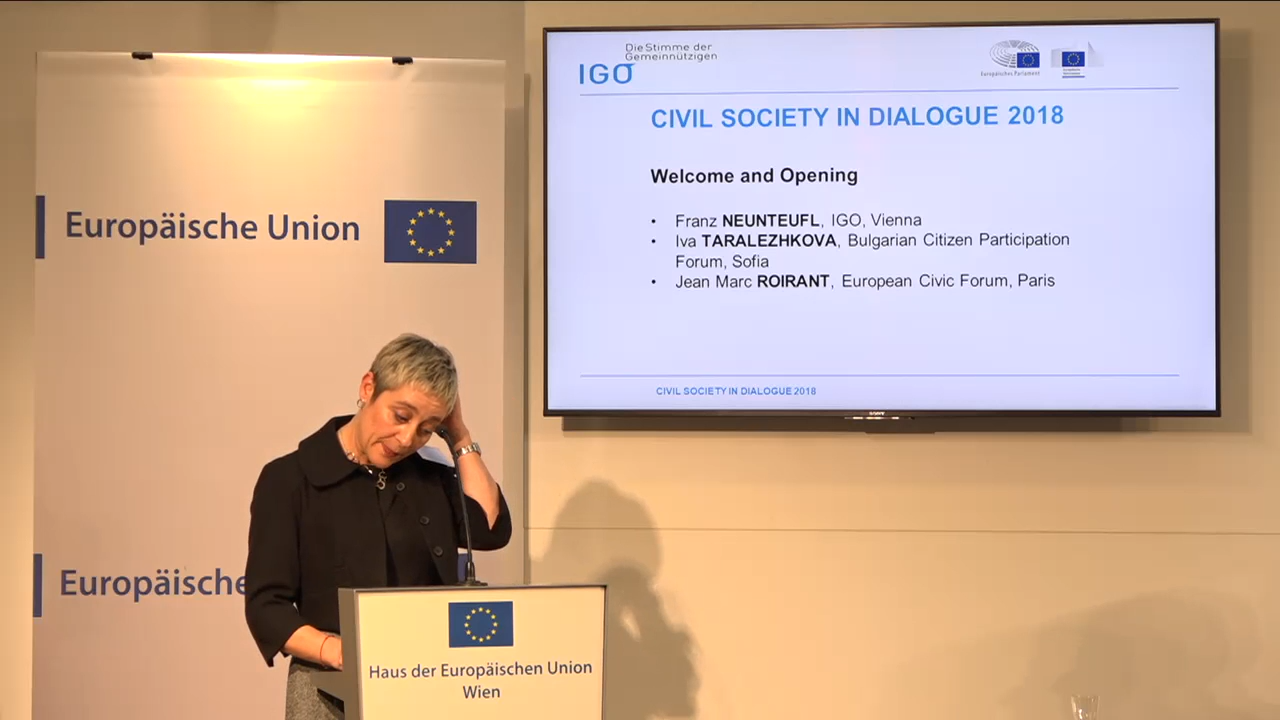 Europäische Union
Europäische
Die Stimme der
Gemeinnützigen
IGO
Europäisches Parlament
CIVIL SOCIETY IN DIALOGUE 2018
Welcome and Opening
• Franz NEUNTEUFL, IGO, Vienna
• Iva TARALEZHKOVA, Bulgarian Citizen Participation
Forum, Sofia
• Jean Marc ROIRANT, European Civic Forum, Paris
CIVIL SOCIETY IN DIALOGUE 2018
SONY
Haus der Europäischen Union
Wien